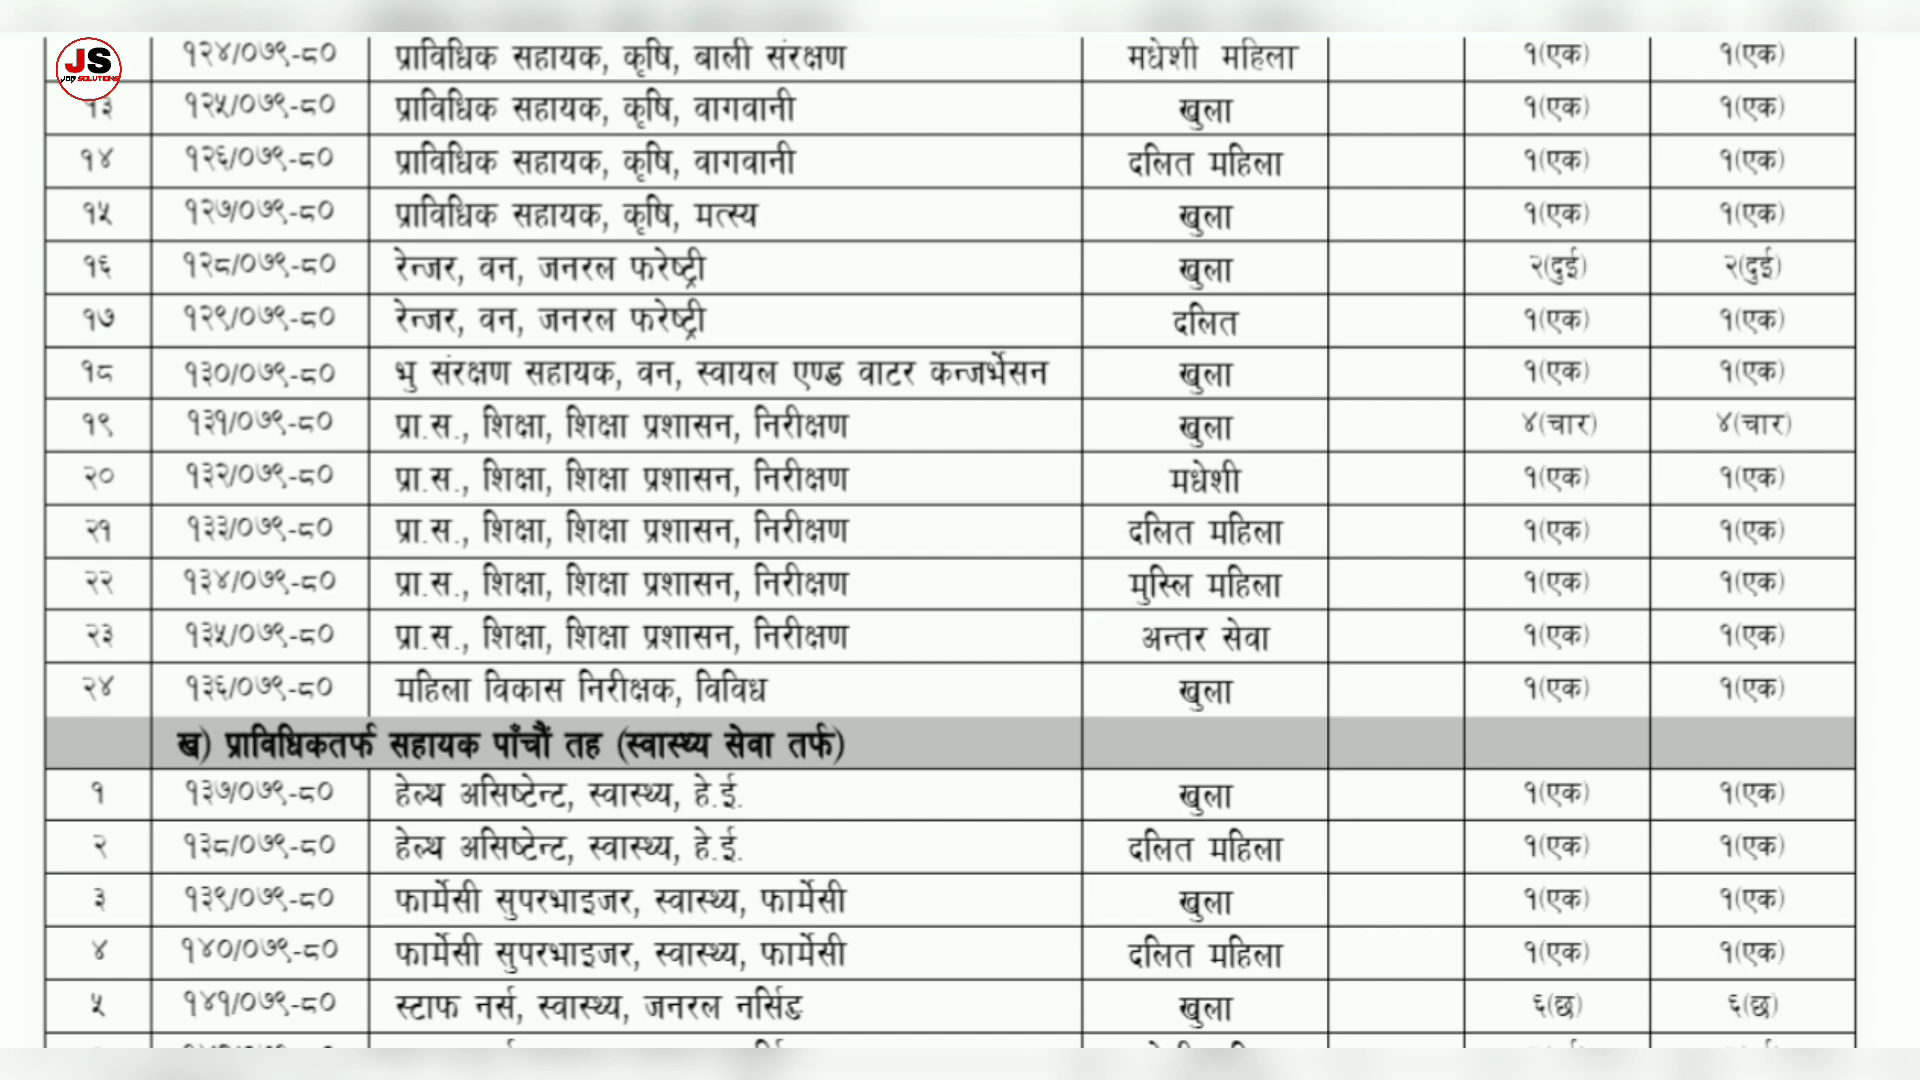 JS
JOB SOLUTIONS
१२४/०७९-८० प्राविधिक सहायक, कृषि, बाली संरक्षण मधेशी महिला १(एक) १(एक)
१३ १२५/०७९-८० प्राविधिक सहायक, कृषि, वागवानी खुला १(एक) १(एक)
१४ १२६/०७९-८० प्राविधिक सहायक, कृषि, वागवानी दलित महिला १(एक) १(एक)
१५ १२७/०७९-८० प्राविधिक सहायक, कृषि, मत्स्य खुला १(एक) १(एक)
१६ १२८/०७९-८० रेन्जर, वन, जनरल फरेष्ट्री खुला २(दुई) २(दुई)
१७ १२९/०७९-८० रेन्जर, वन, जनरल फरेष्ट्री दलित १(एक) १(एक)
१८ १३०/०७९-८० भु संरक्षण सहायक, वन, स्वायल एण्ड वाटर कन्जर्भेसन खुला १(एक) १(एक)
१९ १३१/०७९-८० प्रा.स., शिक्षा, शिक्षा प्रशासन, निरीक्षण खुला ४(चार) ४(चार)
२० १३२/०७९-८० प्रा.स., शिक्षा, शिक्षा प्रशासन, निरीक्षण मधेशी १(एक) १(एक)
२१ १३३/०७९-८० प्रा.स., शिक्षा, शिक्षा प्रशासन, निरीक्षण दलित महिला १(एक) १(एक)
२२ १३४/०७९-८० प्रा.स., शिक्षा, शिक्षा प्रशासन, निरीक्षण मुस्लि महिला १(एक) १(एक)
२३ १३५/०७९-८० प्रा.स., शिक्षा, शिक्षा प्रशासन, निरीक्षण अन्तर सेवा १(एक) १(एक)
२४ १३६/०७९-८० महिला विकास निरीक्षक, विविध खुला १(एक) १(एक)
ख) प्राविधिकतर्फ सहायक पाँचौं तह (स्वास्थ्य सेवा तर्फ)
१ १३७/०७९-८० हेल्थ असिष्टेन्ट, स्वास्थ्य, हे.ई. खुला १(एक) १(एक)
२ १३८/०७९-८० हेल्थ असिष्टेन्ट, स्वास्थ्य, हे.ई. दलित महिला १(एक) १(एक)
३ १३९/०७९-८० फार्मेसी सुपरभाइजर, स्वास्थ्य, फार्मेसी खुला १(एक) १(एक)
४ १४०/०७९-८० फार्मेसी सुपरभाइजर, स्वास्थ्य, फार्मेसी दलित महिला १(एक) १(एक)
५ १४१/०७९-८० स्टाफ नर्स, स्वास्थ्य, जनरल नर्सिङ खुला ६(छ) ६(छ)